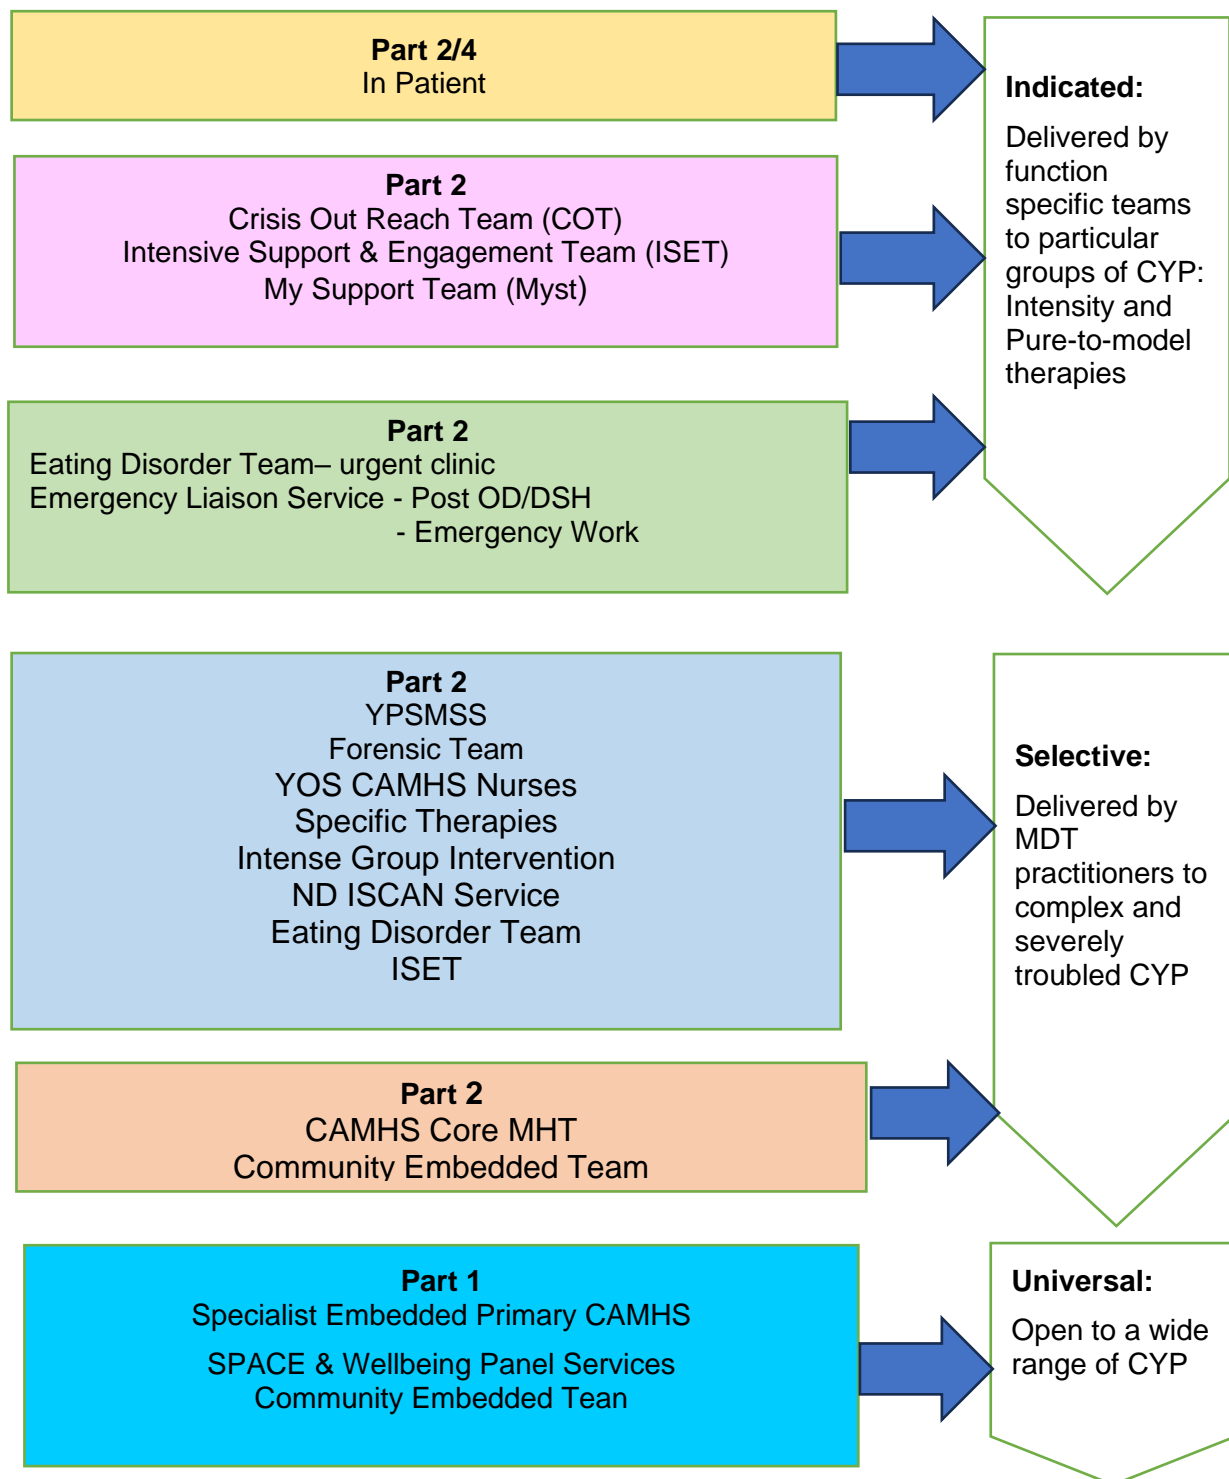 Part 2/4
In Patient
Indicated:
Delivered by
function
specific teams
to particular
groups of CYP:
Intensity and
Pure-to-model
therapies
Part 2
Crisis Out Reach Team (COT)
Intensive Support & Engagement Team (ISET)
My Support Team (Myst)
Part 2
Eating Disorder Team– urgent clinic
Emergency Liaison Service - Post OD/DSH
- Emergency Work
Part 2
YPSMSS
Forensic Team
YOS CAMHS Nurses
Specific Therapies
Intense Group Intervention
ND ISCAN Service
Eating Disorder Team
ISET
Selective:
Delivered by
MDT
practitioners to
complex and
severely
troubled CYP
Part 2
CAMHS Core MHT
Community Embedded Team
Part 1
Specialist Embedded Primary CAMHS
SPACE & Wellbeing Panel Services
Community Embedded Tean
Universal:
Open to a wide
range of CYP